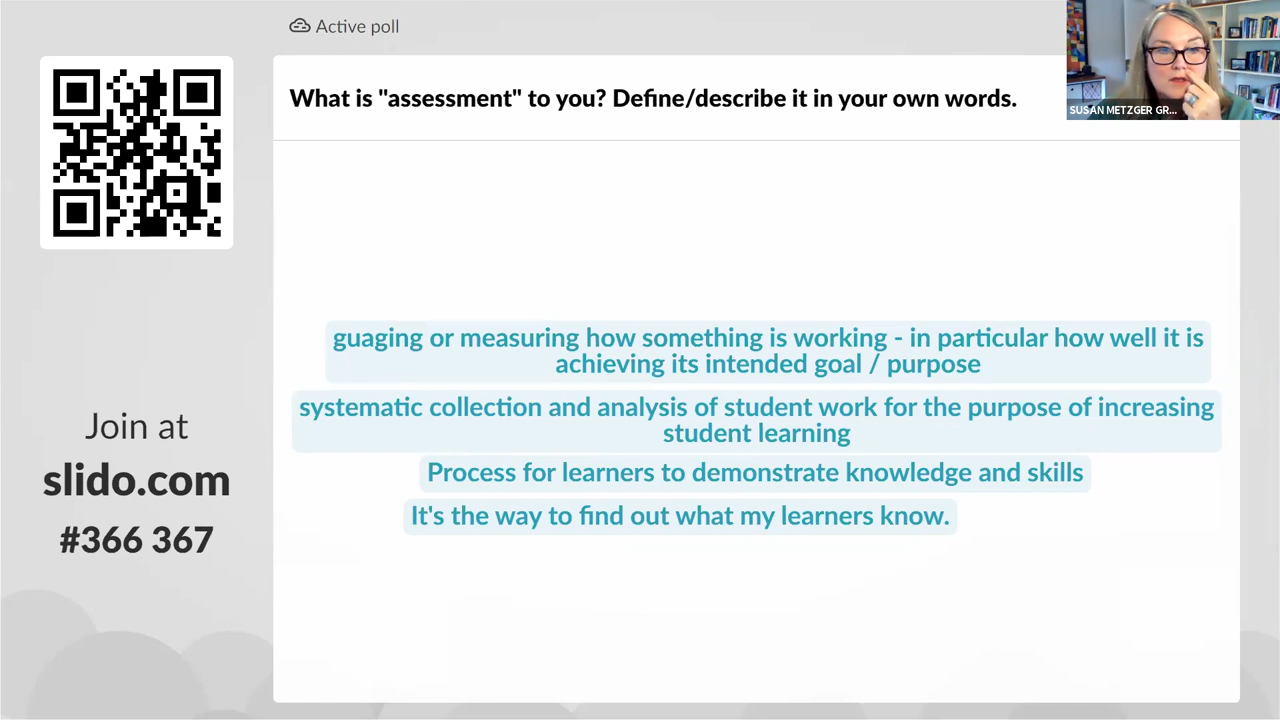 Active poll
What is "assessment" to you? Define/describe it in your own words.
SUSAN METZGER GR...
guaging or measuring how something is working - in particular how well it is
achieving its intended goal / purpose
systematic collection and analysis of student work for the purpose of increasing
student learning
Process for learners to demonstrate knowledge and skills
It's the way to find out what my learners know.
Join at
slido.com
#366 367